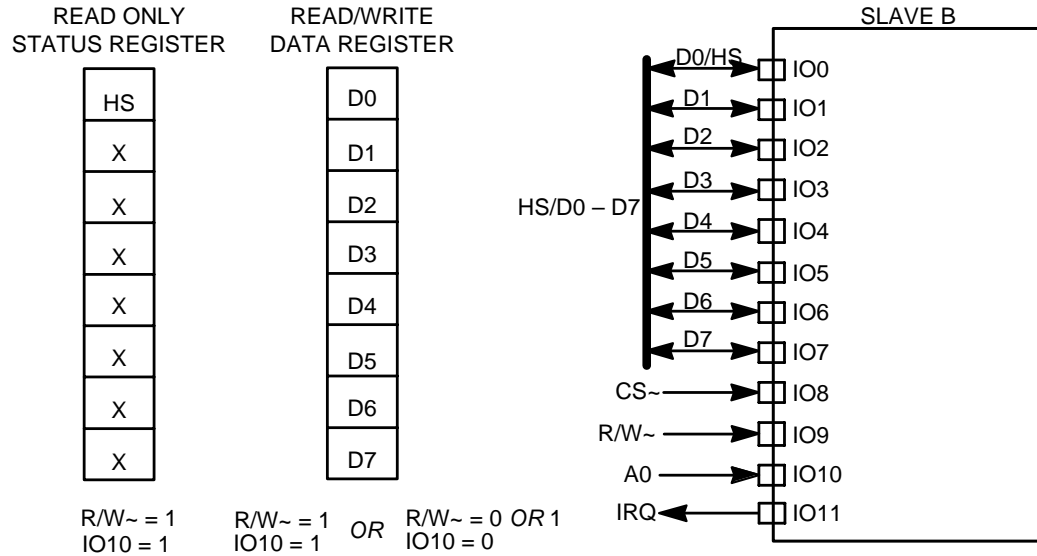 READ ONLY
STATUS REGISTER
HS
X
X
X
X
X
X
X
R/W~ = 1
IO10 = 1
READ/WRITE
DATA REGISTER
D0
D1
D2
D3
D4
D5
D6
D7
R/W~ = 1
IO10 = 1
OR
R/W~ = 0 OR 1
IO10 = 0
SLAVE B
HS/D0 – D7
D0/HS IO0
D1 IO1
D2 IO2
D3 IO3
D4 IO4
D5 IO5
D6 IO6
D7 IO7
CS~ IO8
R/W~ IO9
A0 IO10
IRQ IO11